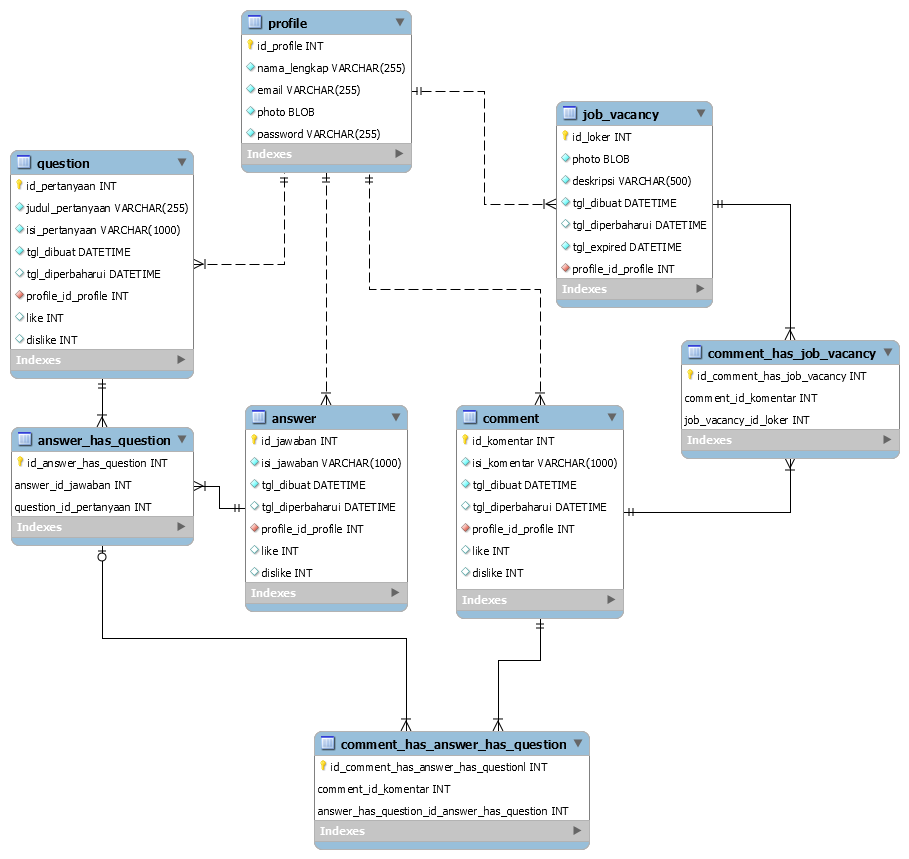 profile
id_profile INT
nama_lengkap VARCHAR(255)
email VARCHAR(255)
photo BLOB
password VARCHAR(255)
Indexes
job_vacancy
id_loker INT
photo BLOB
deskripsi VARCHAR(500)
tgl_dibuat DATETIME
tgl_diperbaharui DATETIME
tgl_expired DATETIME
profile_id_profile INT
Indexes
question
id_pertanyaan INT
judul_pertanyaan VARCHAR(255)
isi_pertanyaan VARCHAR(1000)
tgl_dibuat DATETIME
tgl_diperbaharui DATETIME
profile_id_profile INT
like INT
dislike INT
Indexes
comment_has_job_vacancy
id_comment_has_job_vacancy INT
comment_id_komentar INT
job_vacancy_id_loker INT
Indexes
answer_has_question
id_answer_has_question INT
answer_id_jawaban INT
question_id_pertanyaan INT
Indexes
answer
id_jawaban INT
isi_jawaban VARCHAR(1000)
tgl_dibuat DATETIME
tgl_diperbaharui DATETIME
profile_id_profile INT
like INT
dislike INT
Indexes
comment
id_komentar INT
isi_komentar VARCHAR(1000)
tgl_dibuat DATETIME
tgl_diperbaharui DATETIME
profile_id_profile INT
like INT
dislike INT
Indexes
comment_has_answer_has_question
id_comment_has_answer_has_questionl INT
comment_id_komentar INT
answer_has_question_id_answer_has_question INT
Indexes